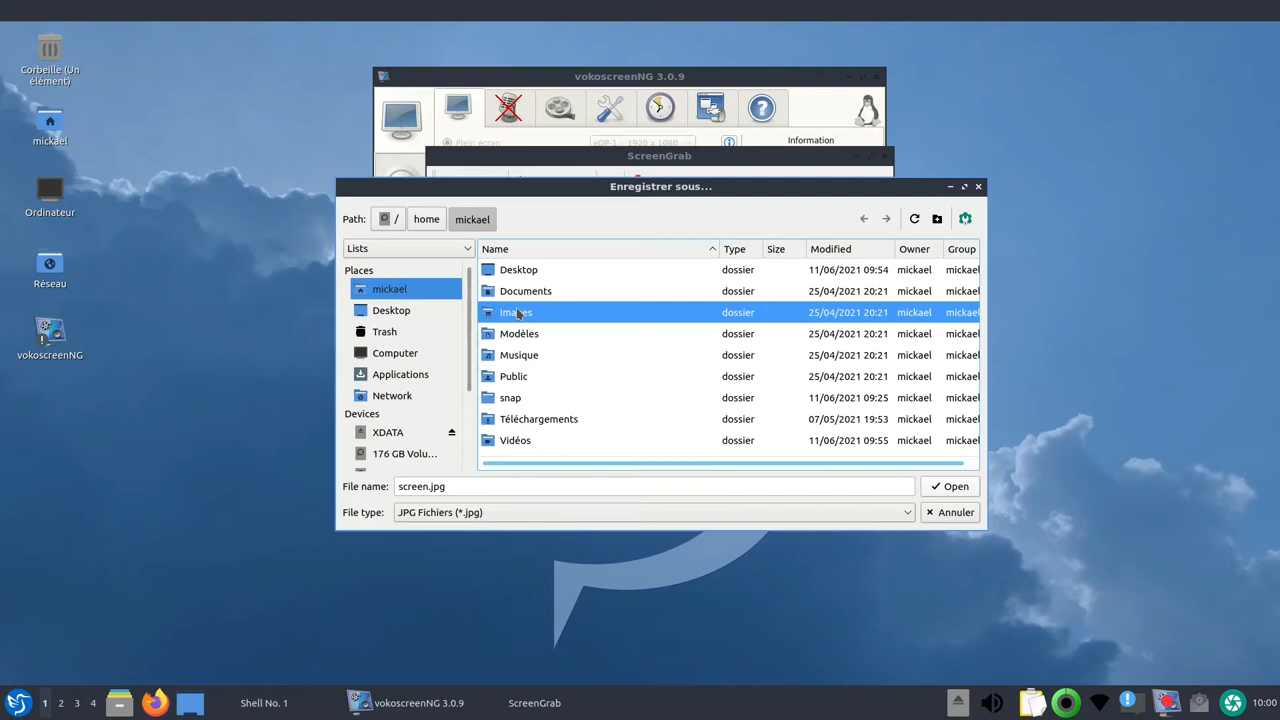 Corbeille (Un
élément)
mickael
Ordinateur
Réseau
vokoscreenNG
vokoscreenNG 3.0.9
Plein écran
eDP-1 : 1920 x 1080
Information
ScreenGrab
Enregistrer sous...
Path: / home mickael
Lists
Places
mickael
Desktop
Trash
Computer
Applications
Network
Devices
XDATA
176 GB Volu...
Name Type Size Modified Owner Group
Desktop dossier 11/06/2021 09:54 mickael mickael
Documents dossier 25/04/2021 20:21 mickael mickael
Images dossier 25/04/2021 20:21 mickael mickael
Modèles dossier 25/04/2021 20:21 mickael mickael
Musique dossier 25/04/2021 20:21 mickael mickael
Public dossier 25/04/2021 20:21 mickael mickael
snap dossier 11/06/2021 09:25 mickael mickael
Téléchargements dossier 07/05/2021 19:53 mickael mickael
Vidéos dossier 11/06/2021 09:55 mickael mickael
File name: screen.jpg Open
File type: JPG Fichiers (*.jpg) Annuler
1 2 3 4 Shell No. 1 vokoscreenNG 3.0.9 ScreenGrab 10:00